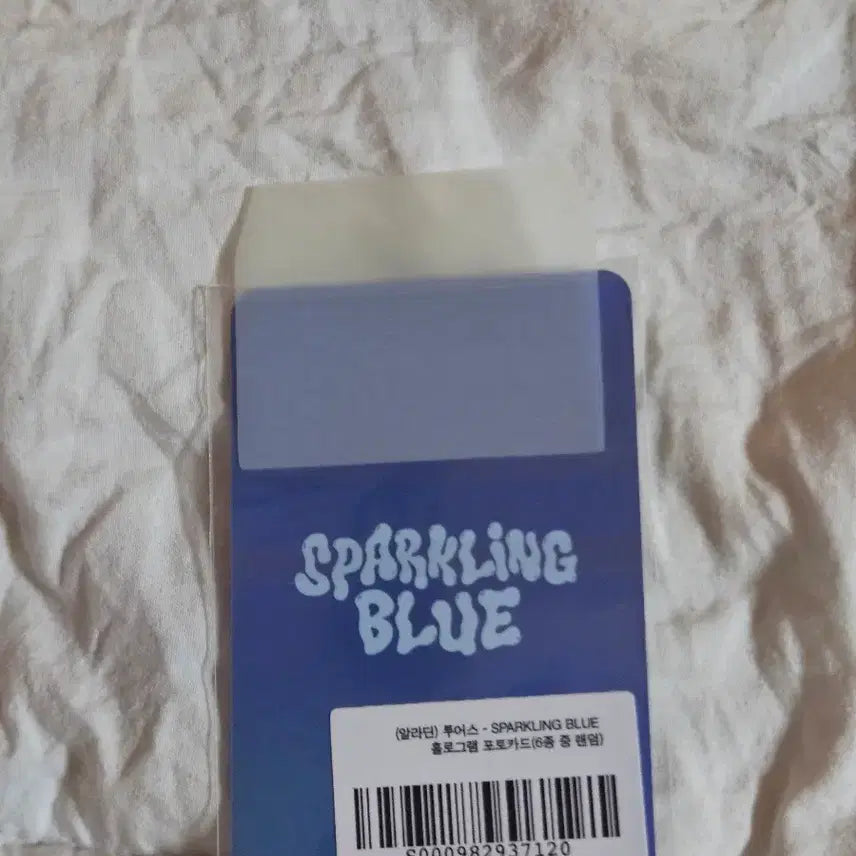 SPARKLiNG
BLUE
(알라딘) 투어스 - SPARKLING BLUE
홀로그램 포토카드(6종 중 랜덤)
S000982937120